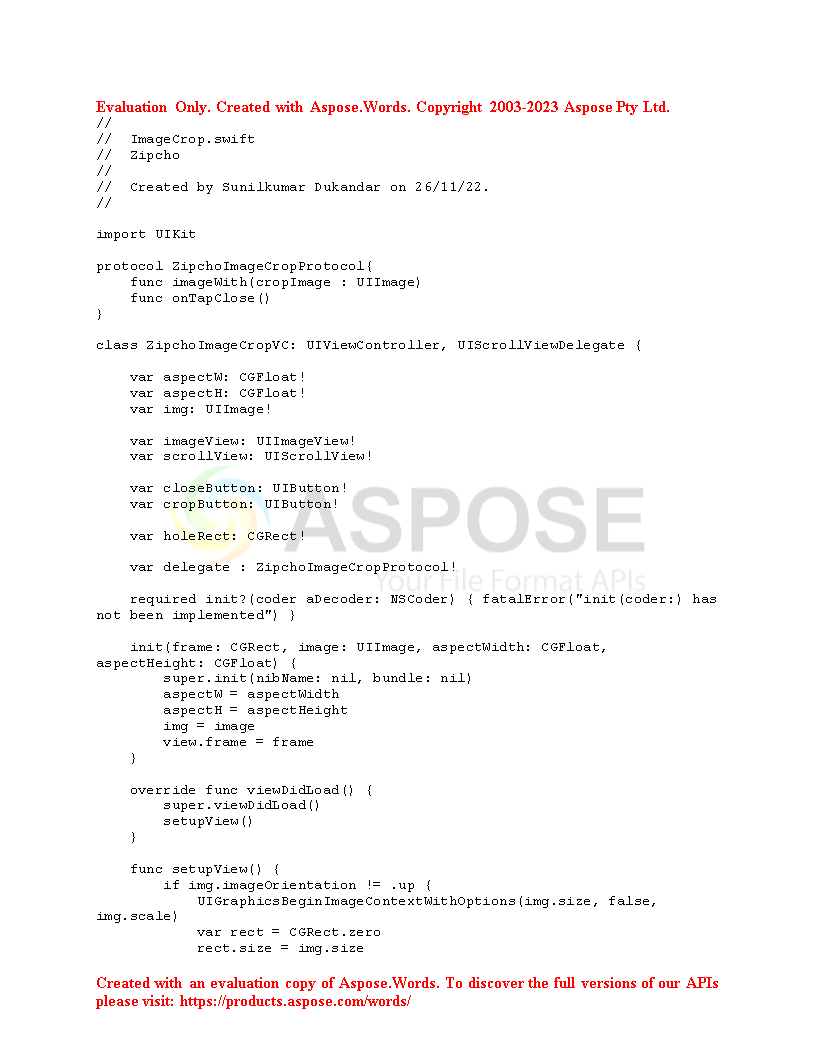 Evaluation Only. Created with Aspose.Words. Copyright 2003-2023 Aspose Pty Ltd.
//
//  ImageCrop.swift
//  Zipcho
//
//  Created by Sunilkumar Dukandar on 26/11/22.
//
import UIKit
protocol ZipchoImageCropProtocol{
    func imageWith(cropImage : UIImage)
    func onTapClose()
}
class ZipchoImageCropVC: UIViewController, UIScrollViewDelegate {
    var aspectW: CGFloat!
    var aspectH: CGFloat!
    var img: UIImage!
    var imageView: UIImageView!
    var scrollView: UIScrollView!
    var closeButton: UIButton!
    var cropButton: UIButton!
ASPOSE
    var holeRect: CGRect!
    var delegate : ZipchoImageCropProtocol!
Your File Format APIs
    required init?(coder aDecoder: NSCoder) { fatalError("init(coder:) has
not been implemented") }
    init(frame: CGRect, image: UIImage, aspectWidth: CGFloat,
aspectHeight: CGFloat) {
        super.init(nibName: nil, bundle: nil)
        aspectW = aspectWidth
        aspectH = aspectHeight
        img = image
        view.frame = frame
    }
    override func viewDidLoad() {
        super.viewDidLoad()
        setupView()
    }
    func setupView() {
        if img.imageOrientation != .up {
            UIGraphicsBeginImageContextWithOptions(img.size, false,
img.scale)
            var rect = CGRect.zero
            rect.size = img.size
Created with an evaluation copy of Aspose.Words. To discover the full versions of our APIs
please visit: https://products.aspose.com/words/